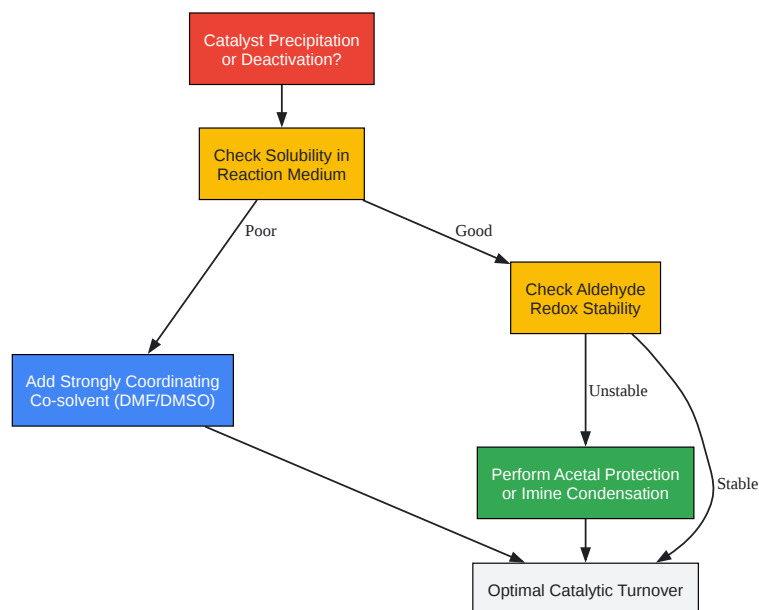 Catalyst Precipitation
or Deactivation?
Check Solubility in
Reaction Medium
Poor
Good
Check Aldehyde
Redox Stability
Add Strongly Coordinating
Co-solvent (DMF/DMSO)
Unstable
Perform Acetal Protection
or Imine Condensation
Stable
Optimal Catalytic Turnover